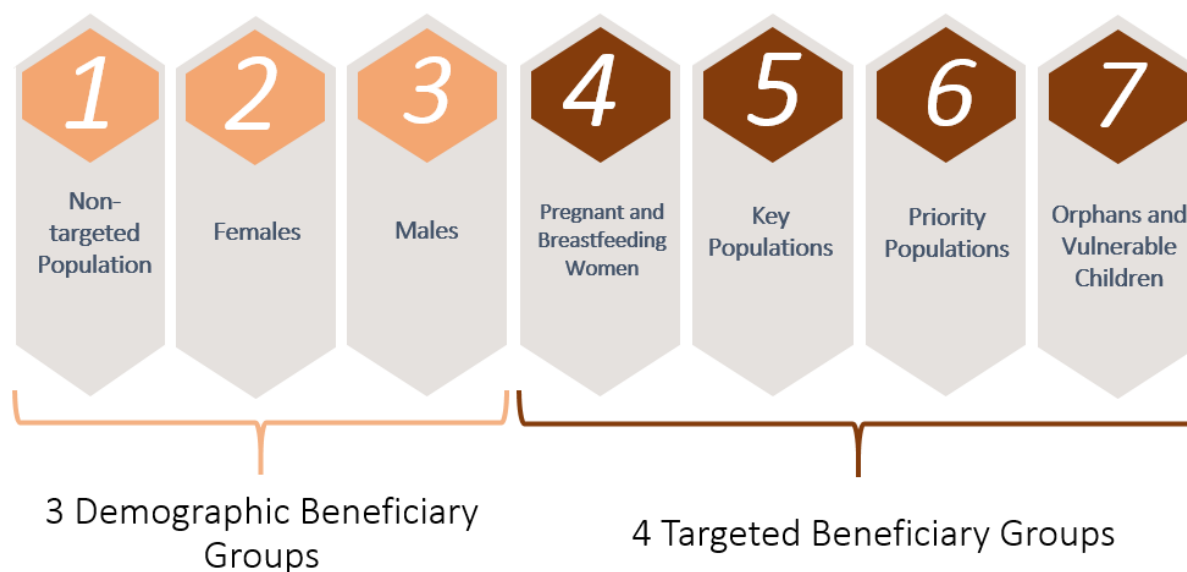 1
2
3
4
5
6
7
Non-
targeted
Population
Females
Males
Pregnant and
Breastfeeding
Women
Key
Populations
Priority
Populations
Orphans and
Vulnerable
Children
3 Demographic Beneficiary
Groups
4 Targeted Beneficiary Groups